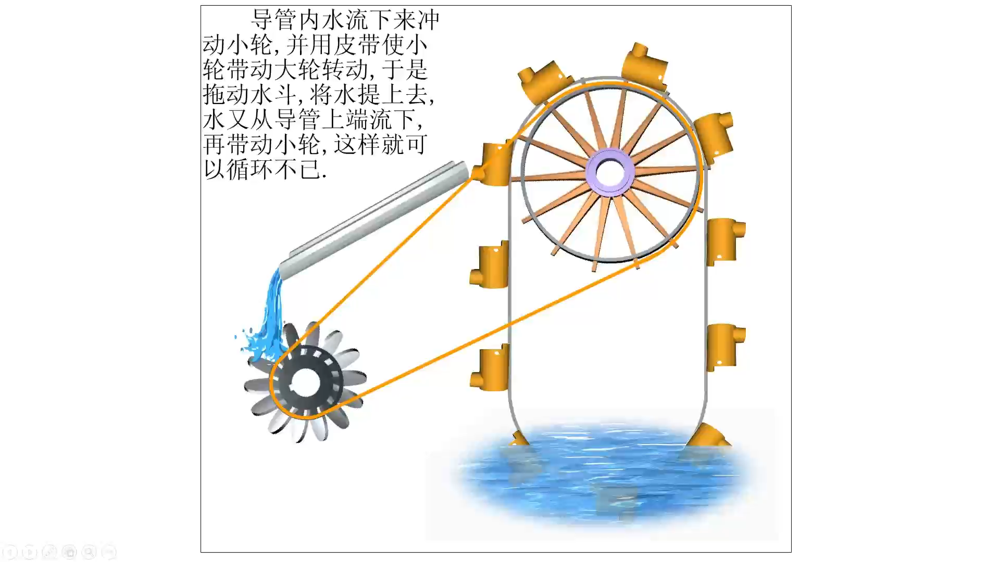 导管内水流下来冲
动小轮,并用皮带使小
轮带动大轮转动,于是
拖动水斗,将水提上去,
水又从导管上端流下,
再带动小轮,这样就可
以循环不已.